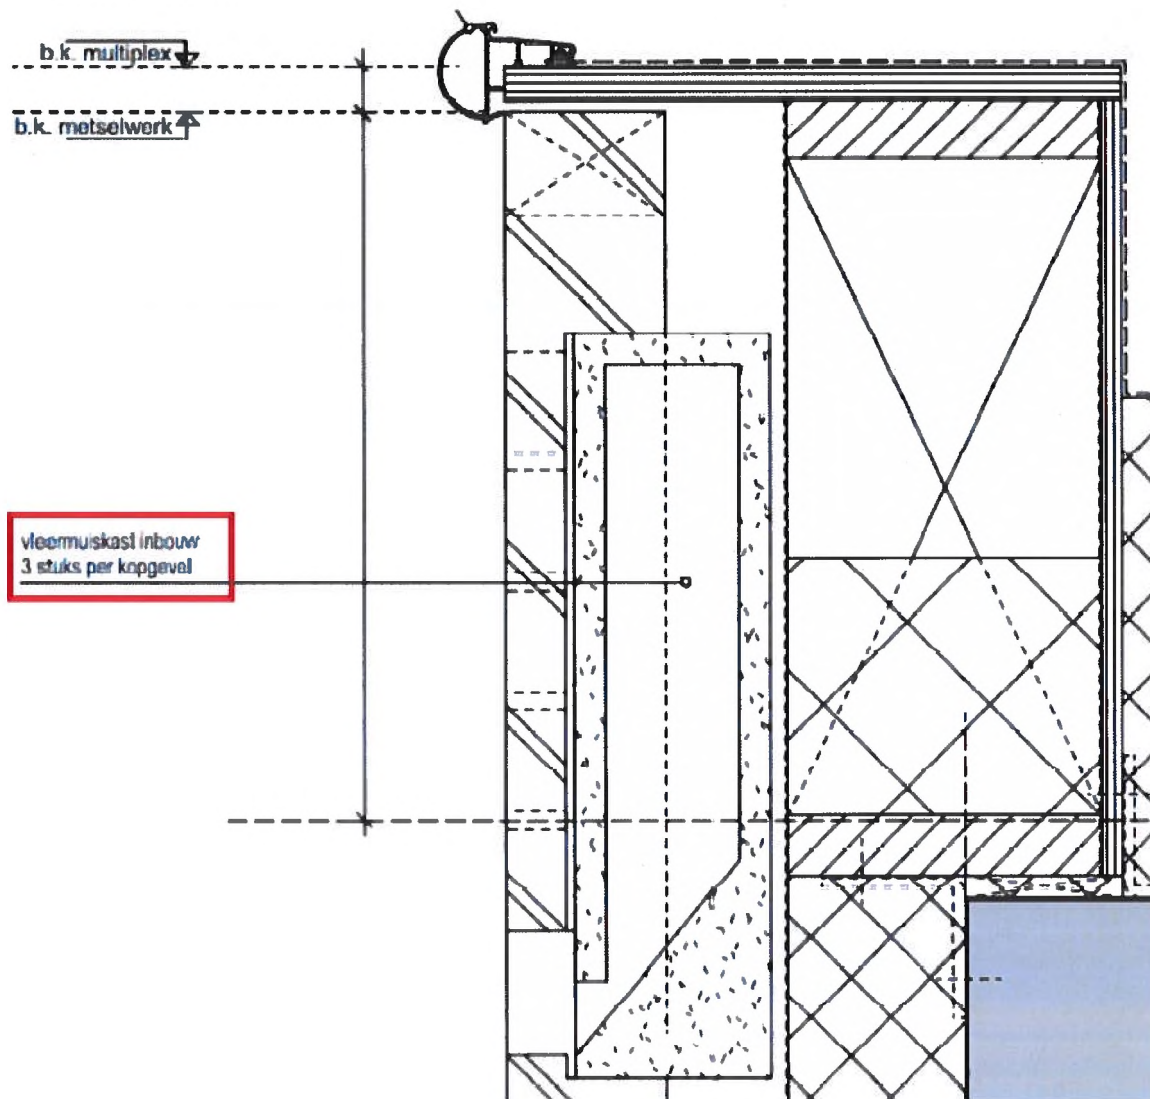 b.k. multiplex
b.k. metselwerk
vleermuiskast inbouw
3 stuks per kopgevel